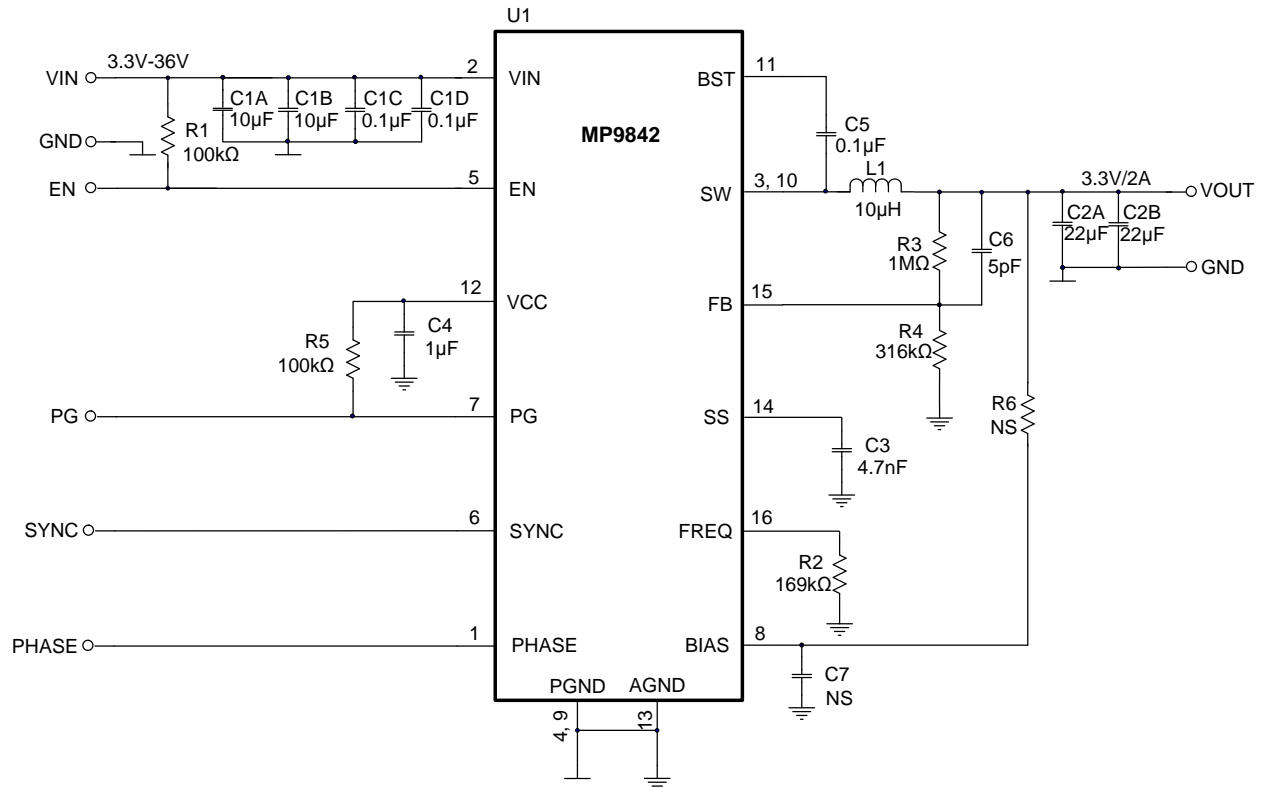 U1
MP9842
VIN
3.3V-36V
2
VIN
C1A
10µF
C1B
10µF
C1C
0.1µF
C1D
0.1µF
GND
R1
100kΩ
EN
5
EN
12
VCC
R5
100kΩ
C4
1µF
PG
7
PG
SYNC
6
SYNC
PHASE
1
PHASE
PGND
AGND
4, 9
13
BST
11
C5
0.1µF
SW
3, 10
L1
10µH
3.3V/2A
VOUT
C2A
22µF
C2B
22µF
GND
R3
1MΩ
C6
5pF
FB
15
R4
316kΩ
SS
14
C3
4.7nF
R6
NS
FREQ
16
R2
169kΩ
BIAS
8
C7
NS